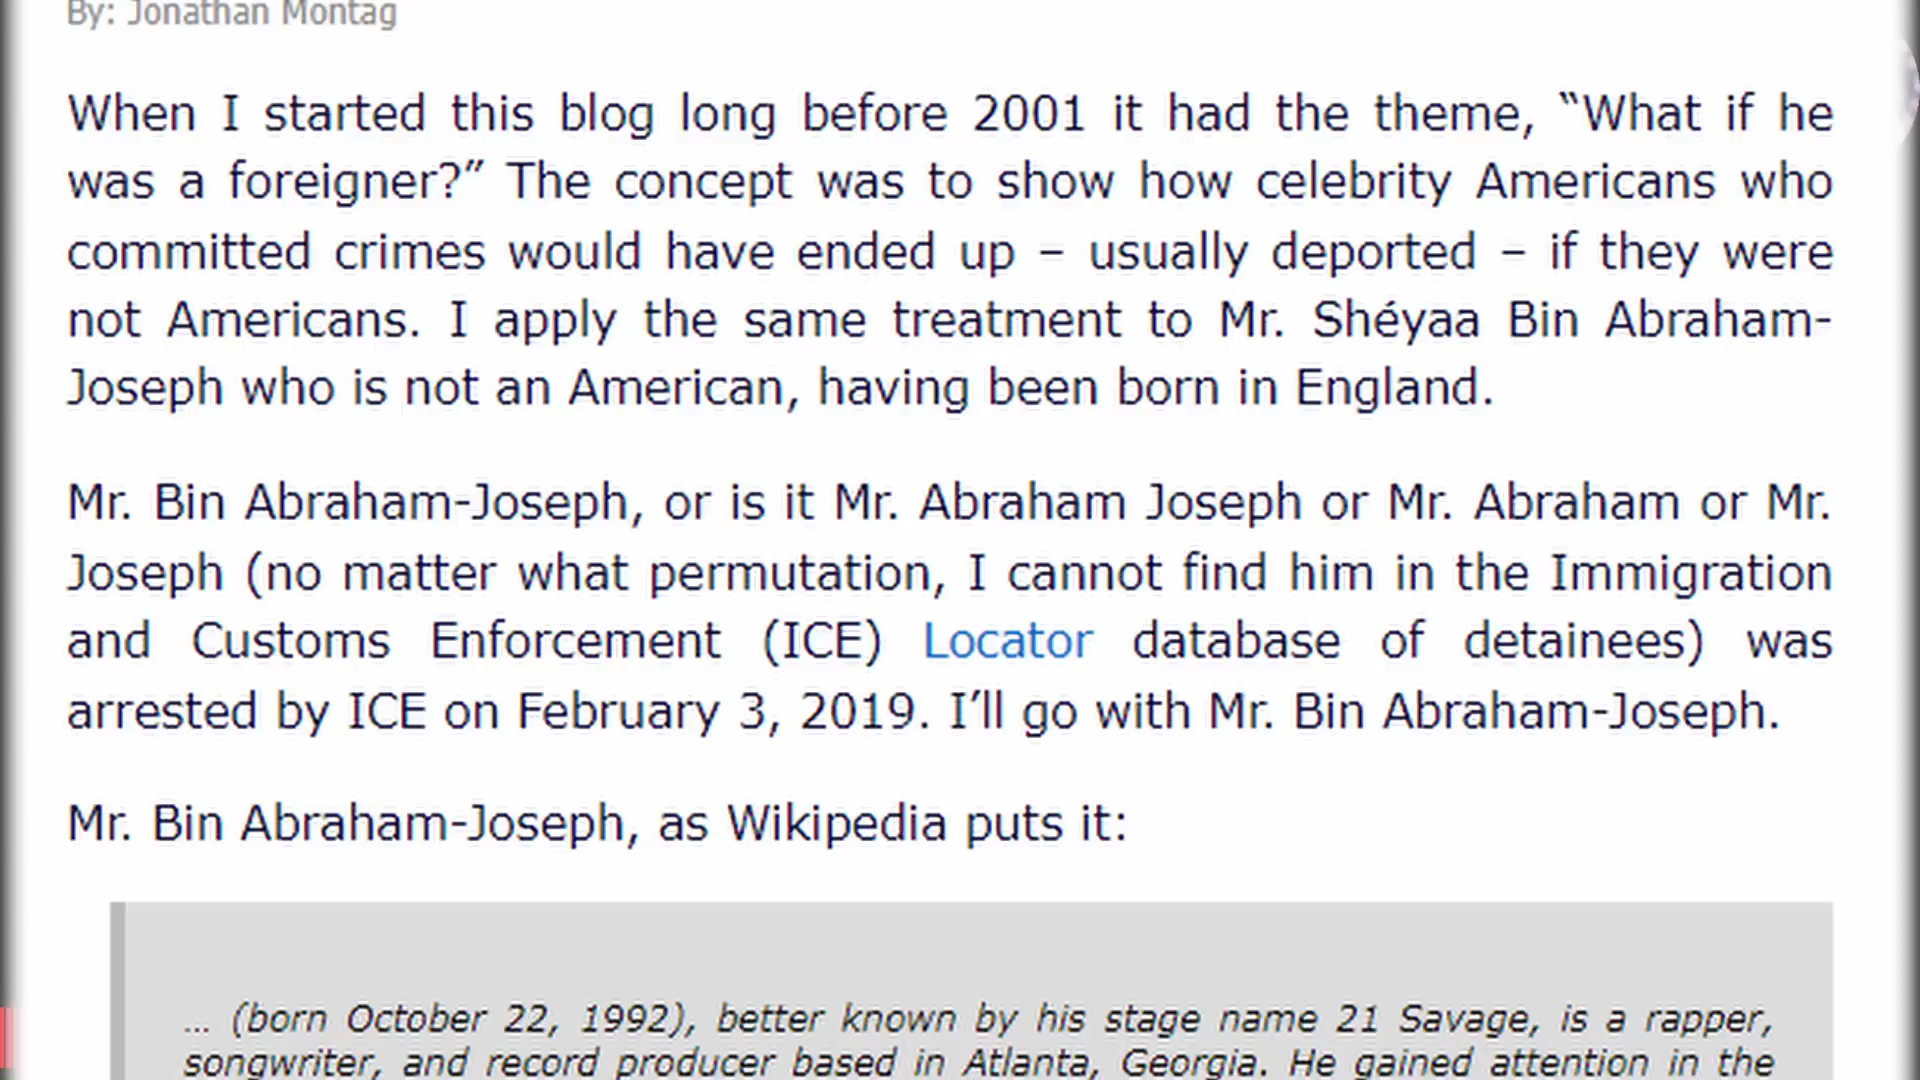 By: Jonathan Montag
When I started this blog long before 2001 it had the theme, “What if he
was a foreigner?” The concept was to show how celebrity Americans who
committed crimes would have ended up – usually deported – if they were
not Americans. I apply the same treatment to Mr. Shéyaa Bin Abraham-
Joseph who is not an American, having been born in England.
Mr. Bin Abraham-Joseph, or is it Mr. Abraham Joseph or Mr. Abraham or Mr.
Joseph (no matter what permutation, I cannot find him in the Immigration
and Customs Enforcement (ICE) Locator database of detainees) was
arrested by ICE on February 3, 2019. I’ll go with Mr. Bin Abraham-Joseph.
Mr. Bin Abraham-Joseph, as Wikipedia puts it:
... (born October 22, 1992), better known by his stage name 21 Savage, is a rapper,
songwriter, and record producer based in Atlanta, Georgia. He gained attention in the